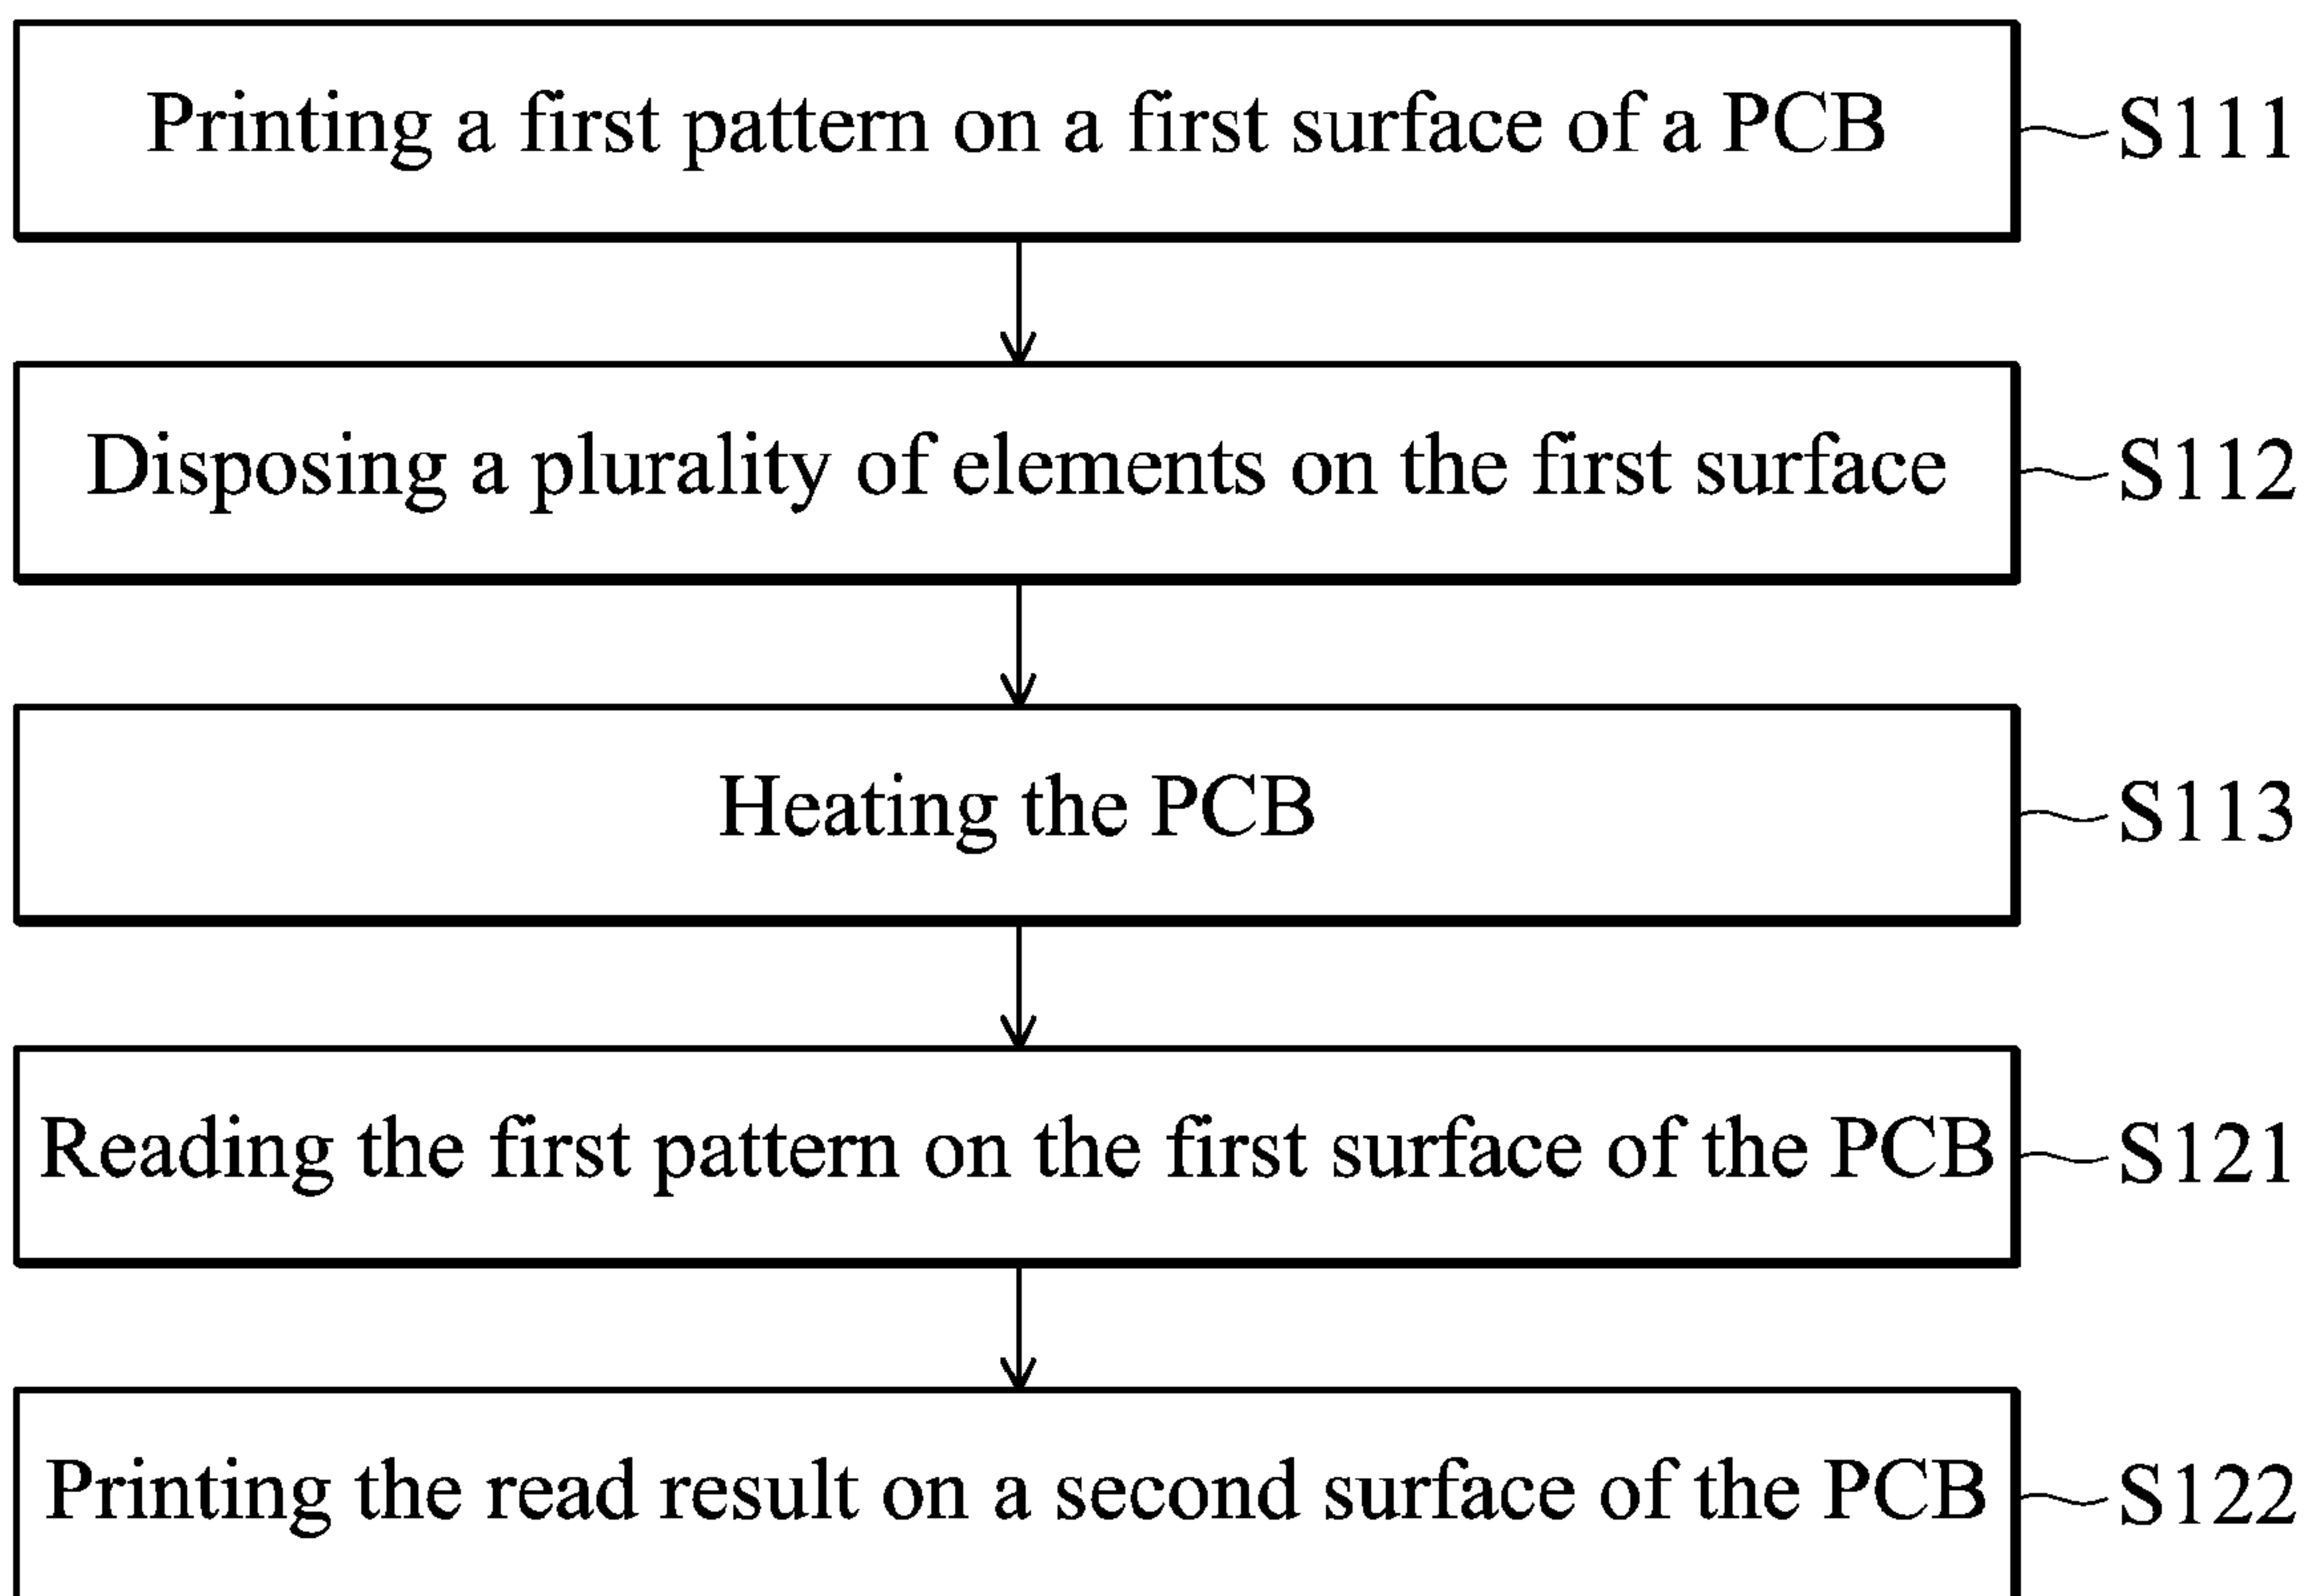 Printing a first pattern on a first surface of a PCB S111
Disposing a plurality of elements on the first surface S112
Heating the PCB S113
Reading the first pattern on the first surface of the PCB S121
Printing the read result on a second surface of the PCB S122